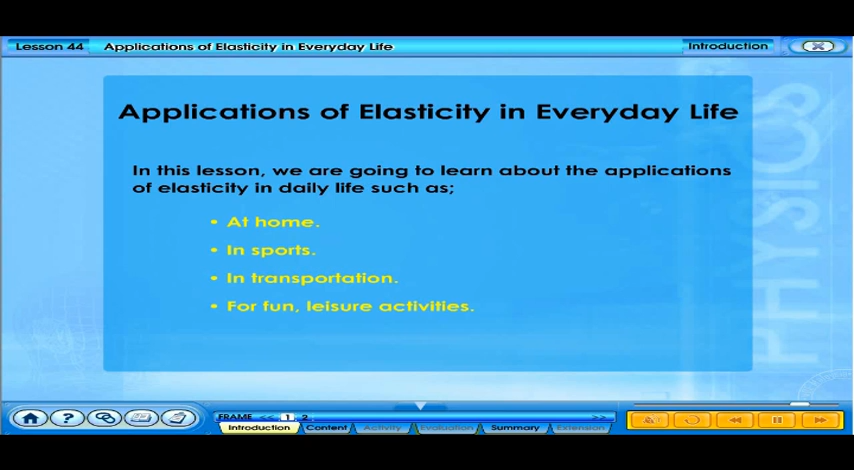 Lesson 44 Applications of Elasticity in Everyday Life Introduction
Applications of Elasticity in Everyday Life
In this lesson, we are going to learn about the applications
of elasticity in daily life such as;
• At home.
• In sports.
• In transportation.
• For fun, leisure activities.
PHYSICS
FRAME << 1 2 >>
Introduction Content Activity Evaluation Summary Extension